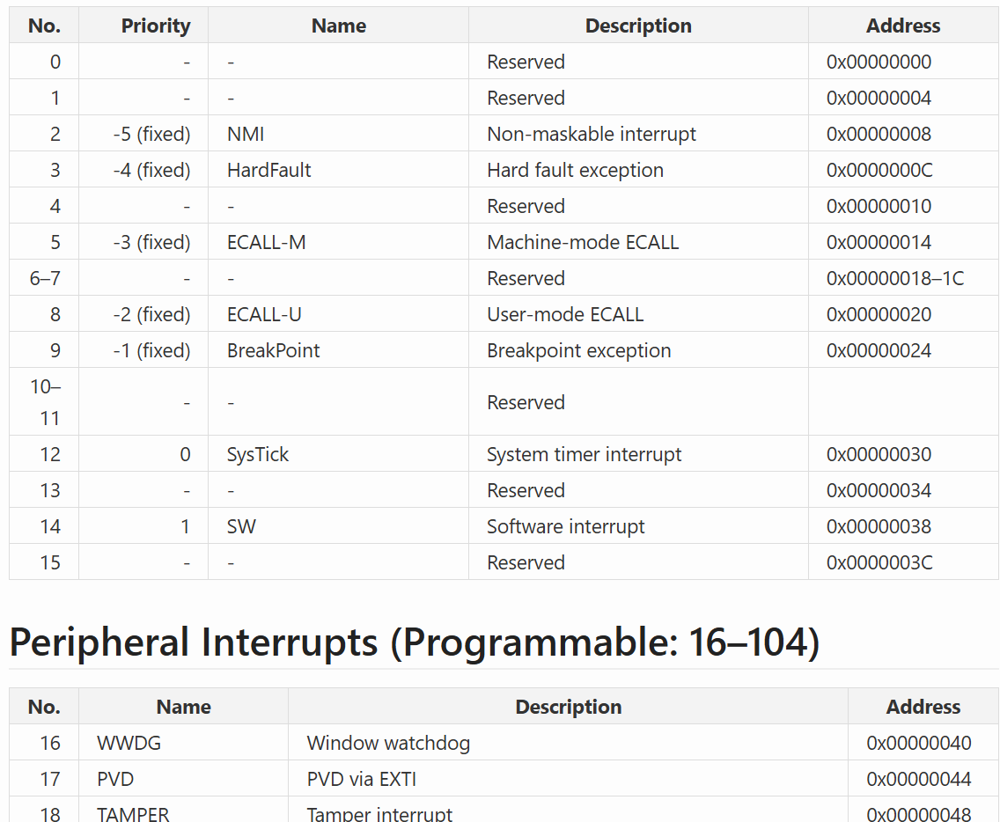 No. Priority Name Description Address
0 - - Reserved 0x00000000
1 - - Reserved 0x00000004
2 -5 (fixed) NMI Non-maskable interrupt 0x00000008
3 -4 (fixed) HardFault Hard fault exception 0x0000000C
4 - - Reserved 0x00000010
5 -3 (fixed) ECALL-M Machine-mode ECALL 0x00000014
6–7 - - Reserved 0x00000018–1C
8 -2 (fixed) ECALL-U User-mode ECALL 0x00000020
9 -1 (fixed) BreakPoint Breakpoint exception 0x00000024
10–
11 - - Reserved
12 0 SysTick System timer interrupt 0x00000030
13 - - Reserved 0x00000034
14 1 SW Software interrupt 0x00000038
15 - - Reserved 0x0000003C
Peripheral Interrupts (Programmable: 16–104)
No. Name Description Address
16 WWDG Window watchdog 0x00000040
17 PVD PVD via EXTI 0x00000044
18 TAMPER Tamper interrupt 0x00000048